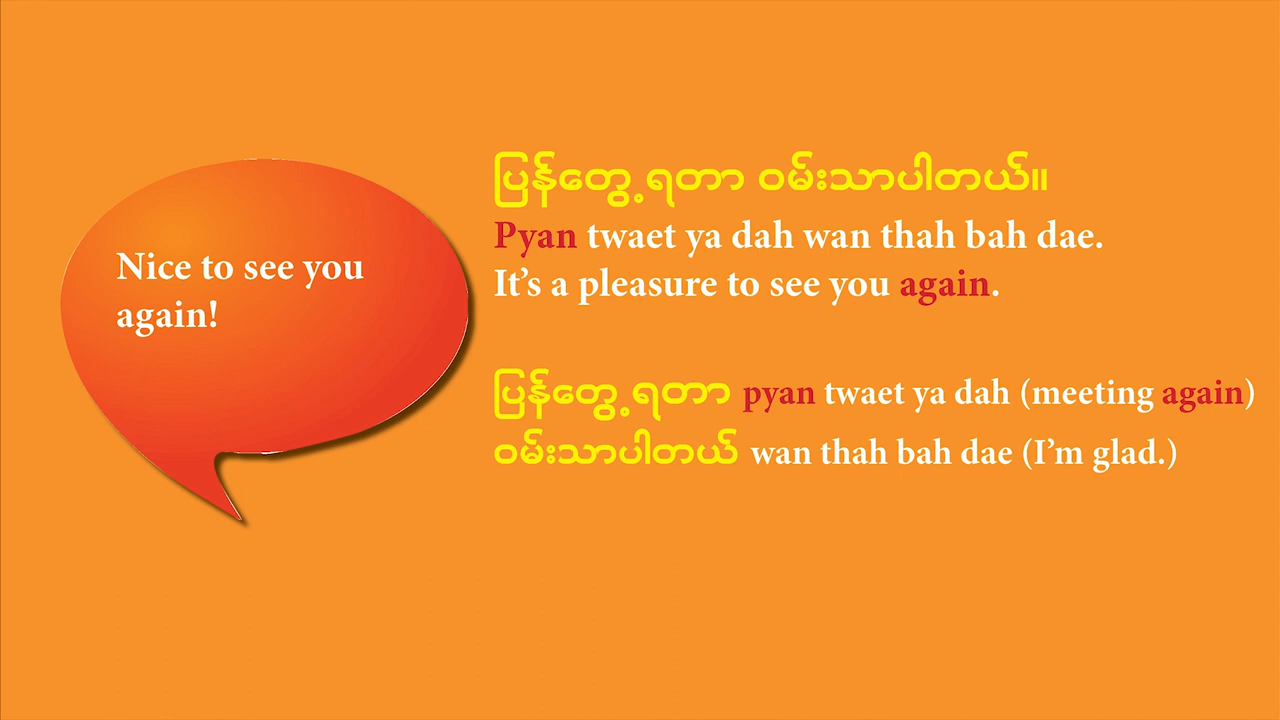 Nice to see you
again!
ပြန်တွေ့ရတာ ဝမ်းသာပါတယ်။
Pyan twaet ya dah wan thah bah dae.
It’s a pleasure to see you again.
ပြန်တွေ့ရတာ pyan twaet ya dah (meeting again)
ဝမ်းသာပါတယ် wan thah bah dae (I’m glad.)